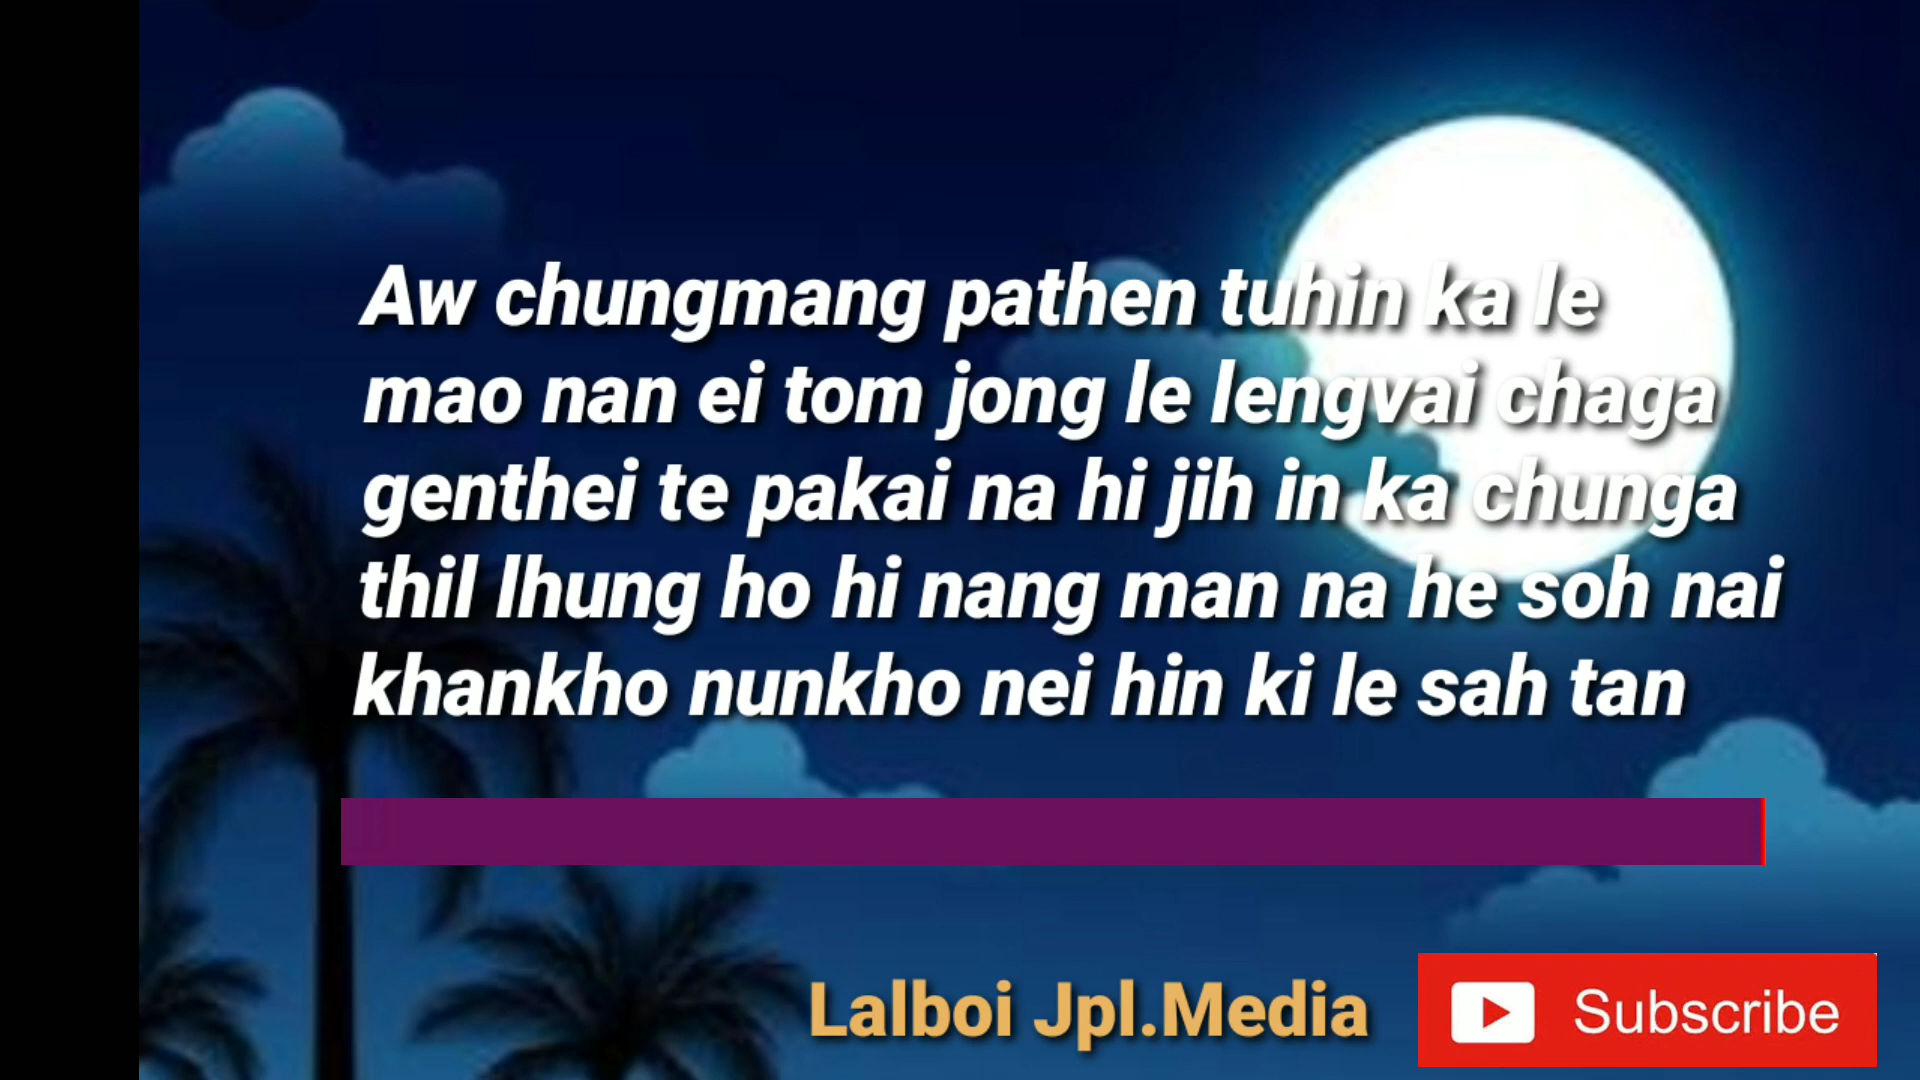 Aw chungmang pathen tuhin ka le
mao nan ei tom jong le lengvai chaga
genthei te pakai na hi jih in ka chunga
thil lhung ho hi nang man na he soh nai
khankho nunkho nei hin ki le sah tan
Lalboi Jpl.Media
Subscribe